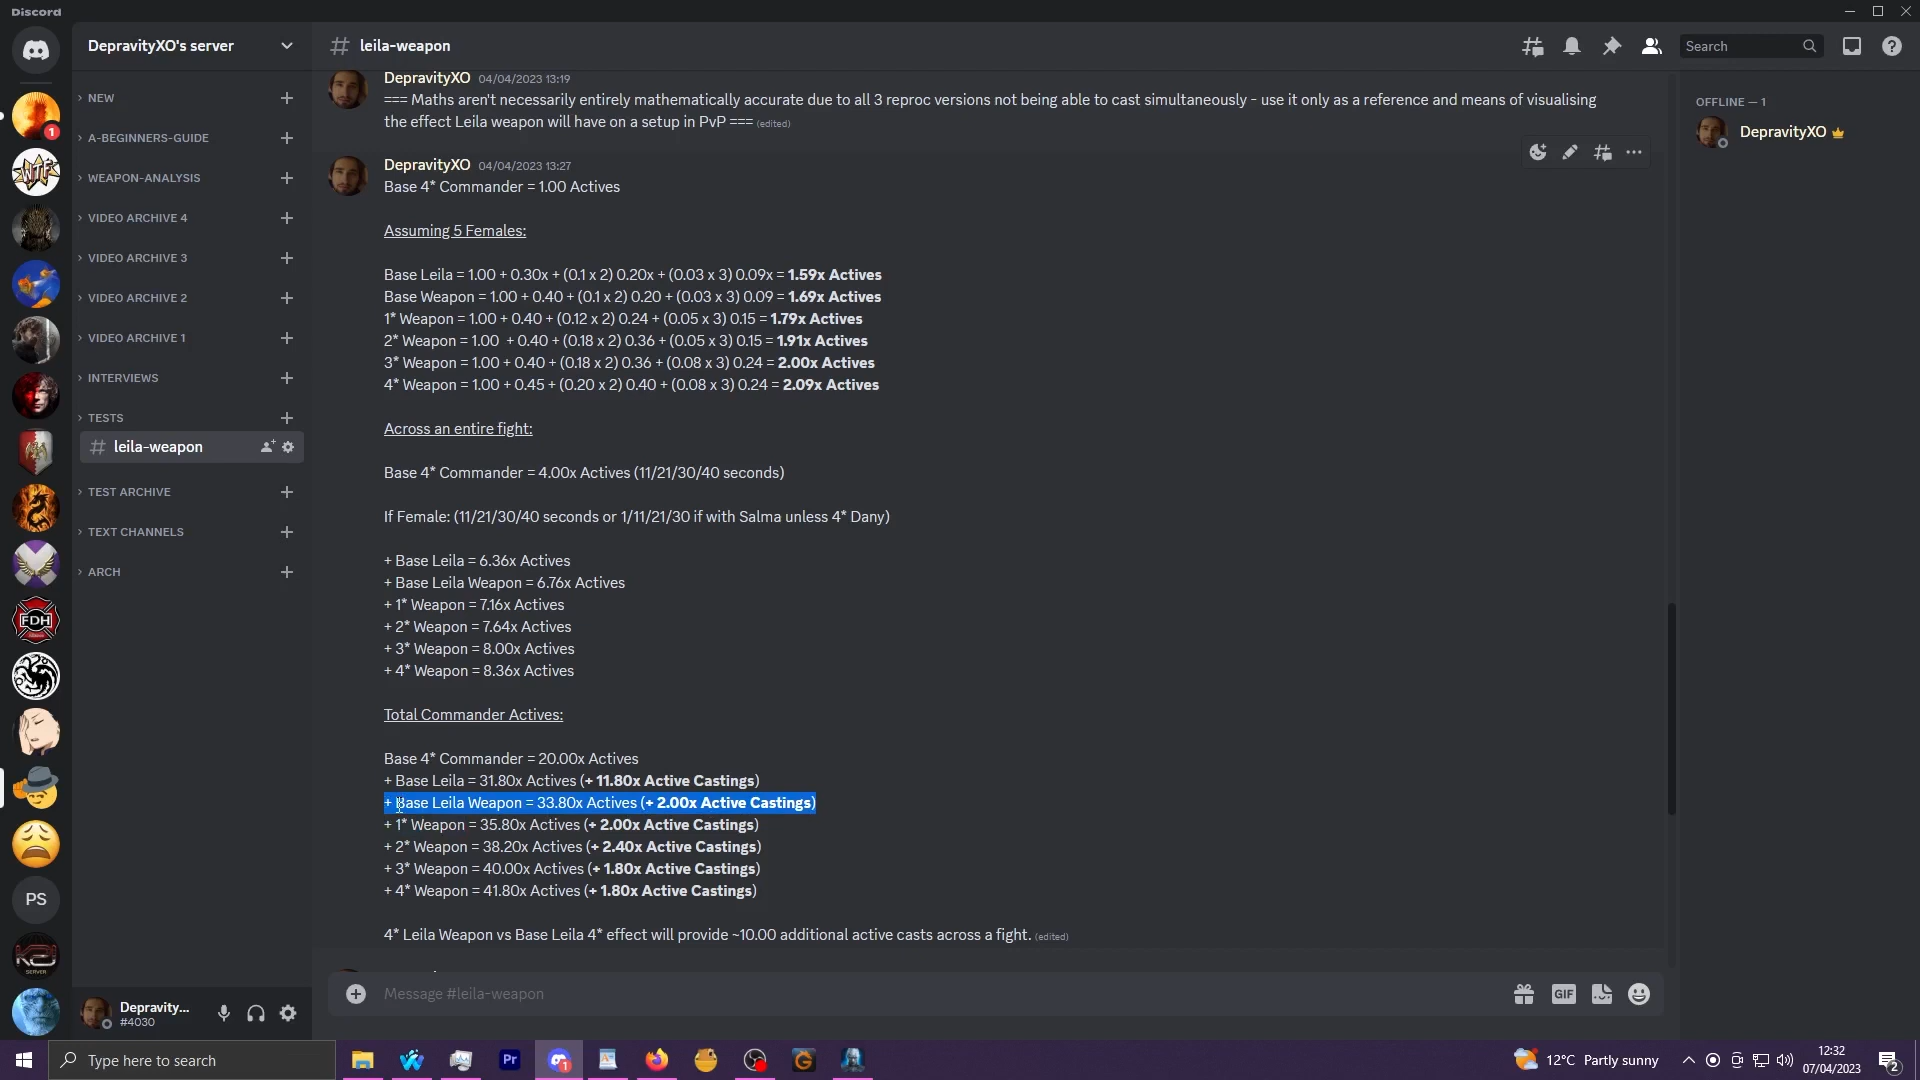 Discord
DepravityXO's server
NEW
A-BEGINNERS-GUIDE
WEAPON-ANALYSIS
VIDEO ARCHIVE 4
VIDEO ARCHIVE 3
VIDEO ARCHIVE 2
VIDEO ARCHIVE 1
INTERVIEWS
TESTS
# leila-weapon
TEST ARCHIVE
TEXT CHANNELS
ARCH
1
WTF
FDH
PS
KOI
SERVER
Depravity...
#4030
# leila-weapon
Search
DepravityXO 04/04/2023 13:19
=== Maths aren't necessarily entirely mathematically accurate due to all 3 reproc versions not being able to cast simultaneously - use it only as a reference and means of visualising
the effect Leila weapon will have on a setup in PvP === (edited)
DepravityXO 04/04/2023 13:27
Base 4* Commander = 1.00 Actives
Assuming 5 Females:
Base Leila = 1.00 + 0.30x + (0.1 x 2) 0.20x + (0.03 x 3) 0.09x = 1.59x Actives
Base Weapon = 1.00 + 0.40 + (0.1 x 2) 0.20 + (0.03 x 3) 0.09 = 1.69x Actives
1* Weapon = 1.00 + 0.40 + (0.12 x 2) 0.24 + (0.05 x 3) 0.15 = 1.79x Actives
2* Weapon = 1.00 + 0.40 + (0.18 x 2) 0.36 + (0.05 x 3) 0.15 = 1.91x Actives
3* Weapon = 1.00 + 0.40 + (0.18 x 2) 0.36 + (0.08 x 3) 0.24 = 2.00x Actives
4* Weapon = 1.00 + 0.45 + (0.20 x 2) 0.40 + (0.08 x 3) 0.24 = 2.09x Actives
Across an entire fight:
Base 4* Commander = 4.00x Actives (11/21/30/40 seconds)
If Female: (11/21/30/40 seconds or 1/11/21/30 if with Salma unless 4* Dany)
+ Base Leila = 6.36x Actives
+ Base Leila Weapon = 6.76x Actives
+ 1* Weapon = 7.16x Actives
+ 2* Weapon = 7.64x Actives
+ 3* Weapon = 8.00x Actives
+ 4* Weapon = 8.36x Actives
Total Commander Actives:
Base 4* Commander = 20.00x Actives
+ Base Leila = 31.80x Actives (+ 11.80x Active Castings)
+ Base Leila Weapon = 33.80x Actives (+ 2.00x Active Castings)
+ 1* Weapon = 35.80x Actives (+ 2.00x Active Castings)
+ 2* Weapon = 38.20x Actives (+ 2.40x Active Castings)
+ 3* Weapon = 40.00x Actives (+ 1.80x Active Castings)
+ 4* Weapon = 41.80x Actives (+ 1.80x Active Castings)
4* Leila Weapon vs Base Leila 4* effect will provide ~10.00 additional active casts across a fight. (edited)
Message #leila-weapon
GIF
OFFLINE — 1
DepravityXO
Type here to search
Pr
1
12°C Partly sunny
12:32
07/04/2023
2